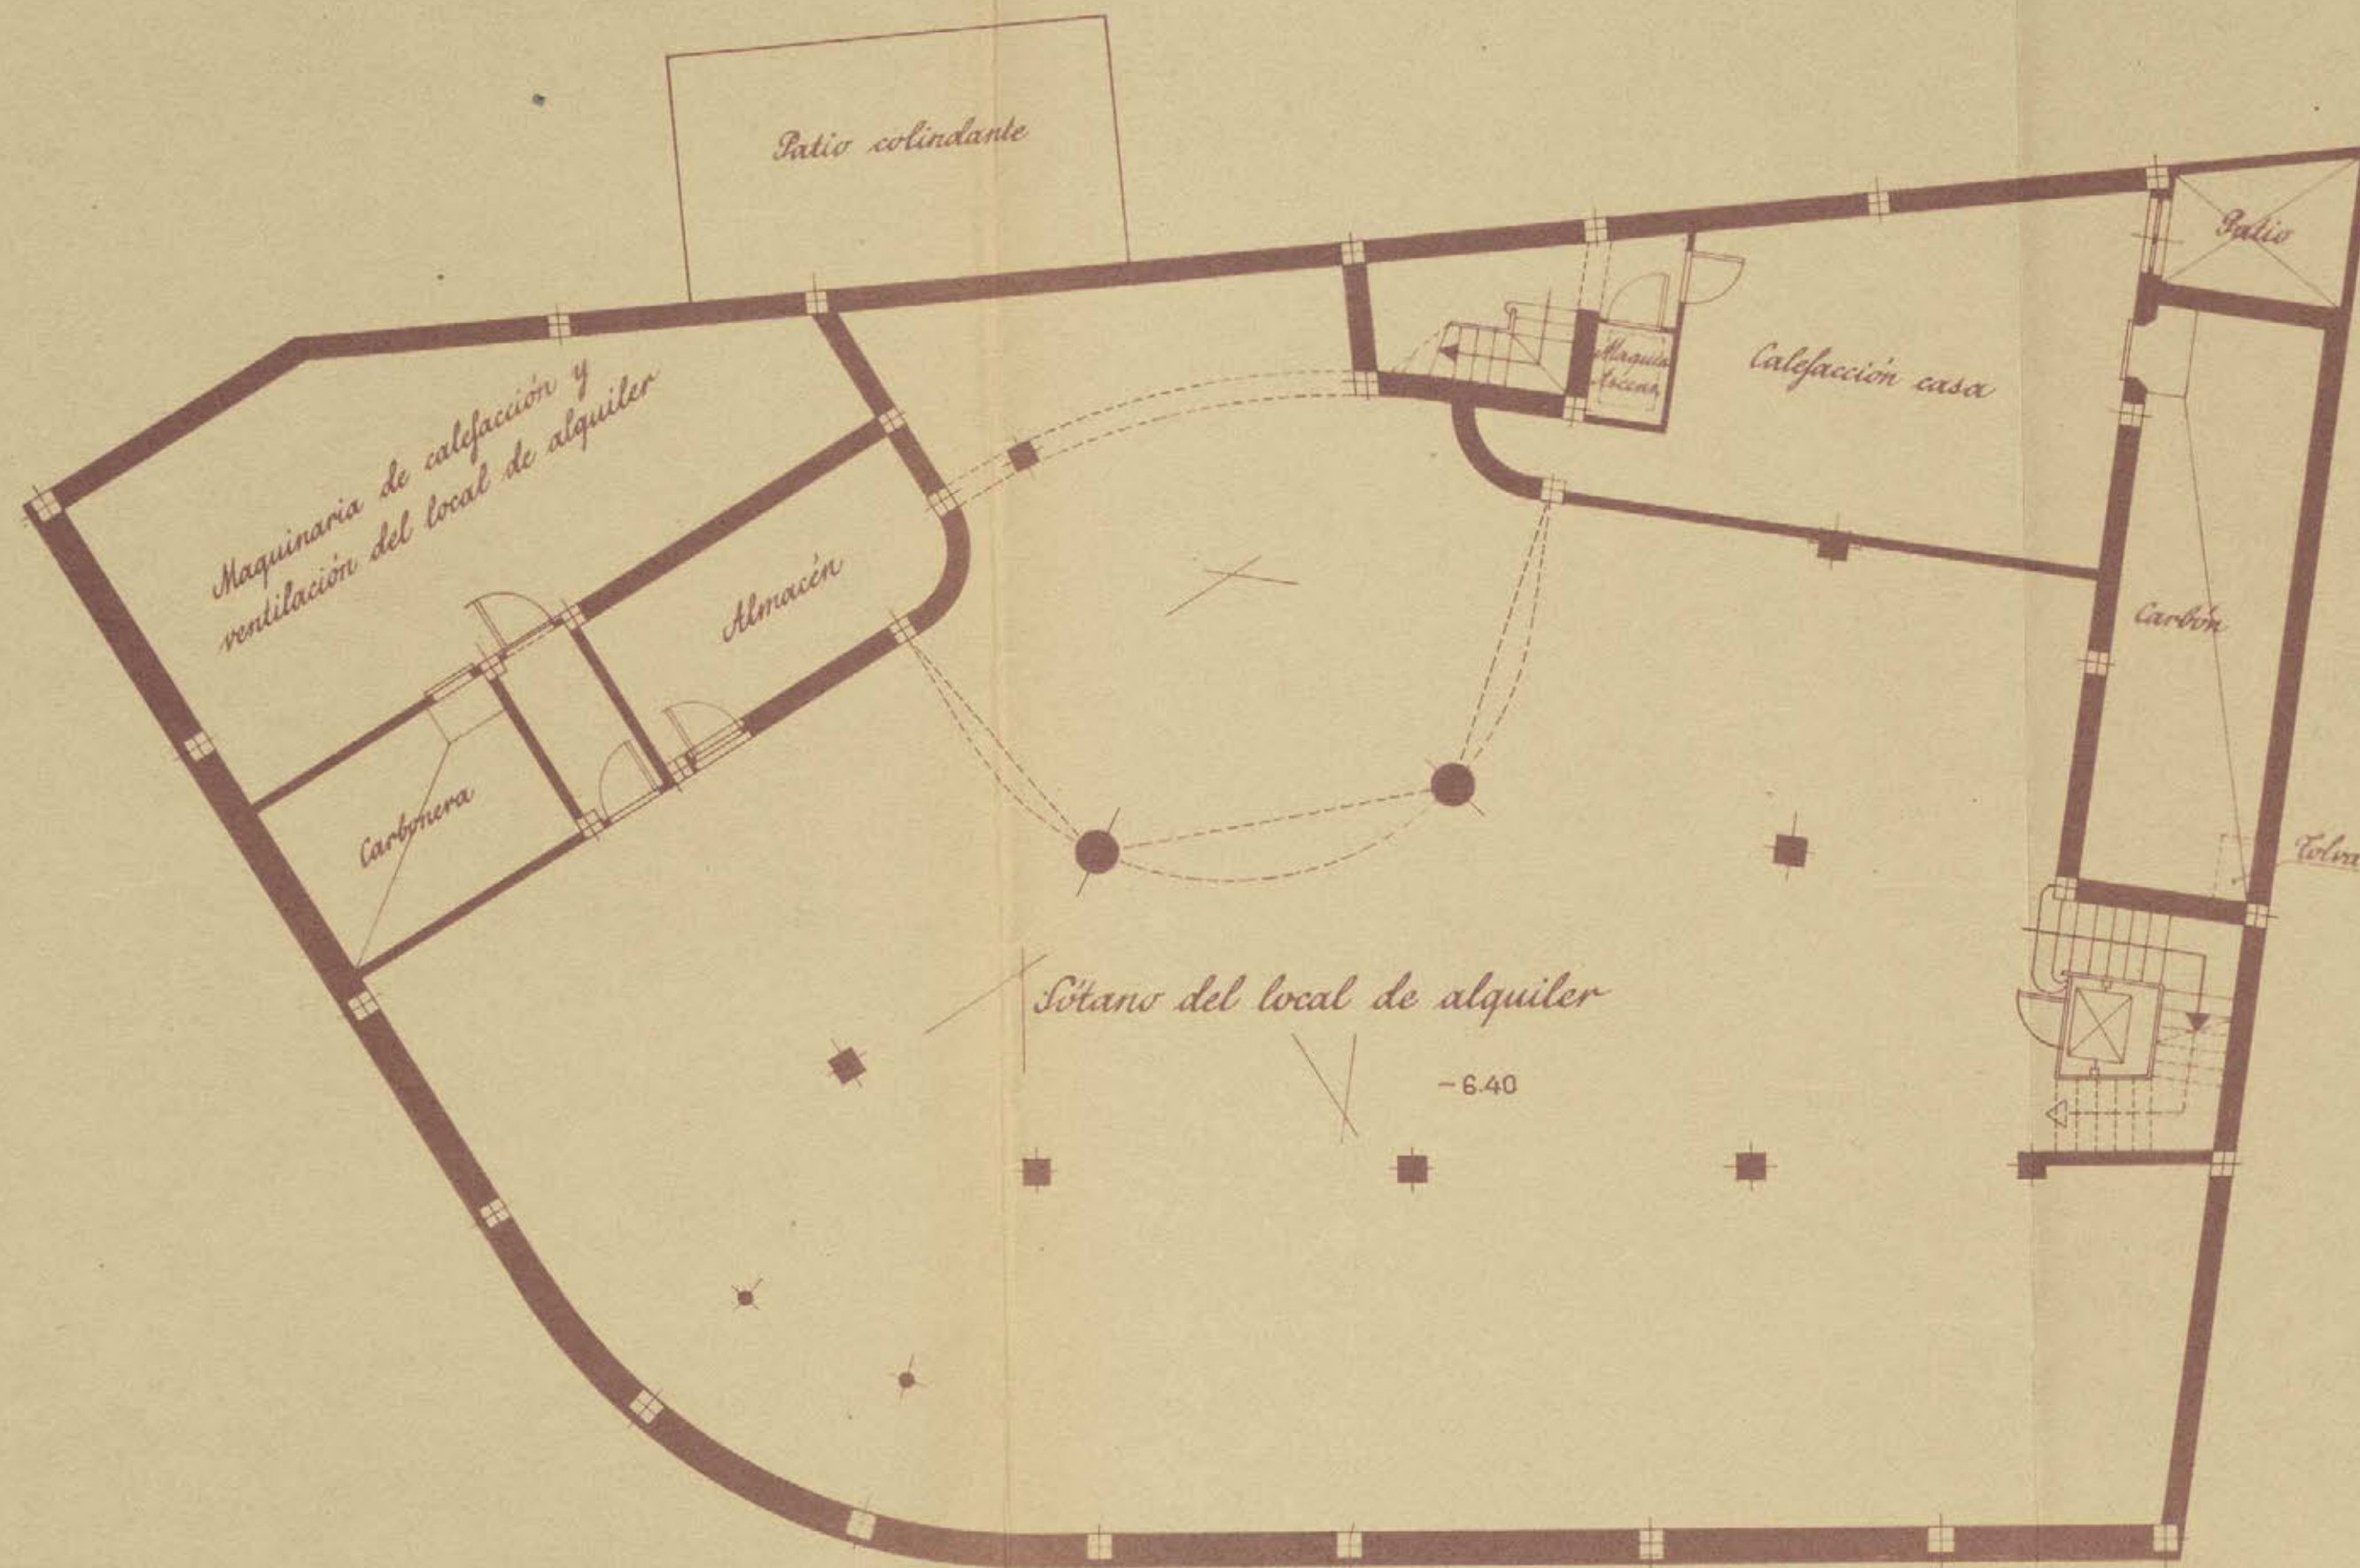 Patio colindante
Patio
Maquinaria de calefacción y
ventilación del local de alquiler
Calefacción casa
Almacén
Carbón
Carbonera
Tolva
Sótano del local de alquiler
-6.40